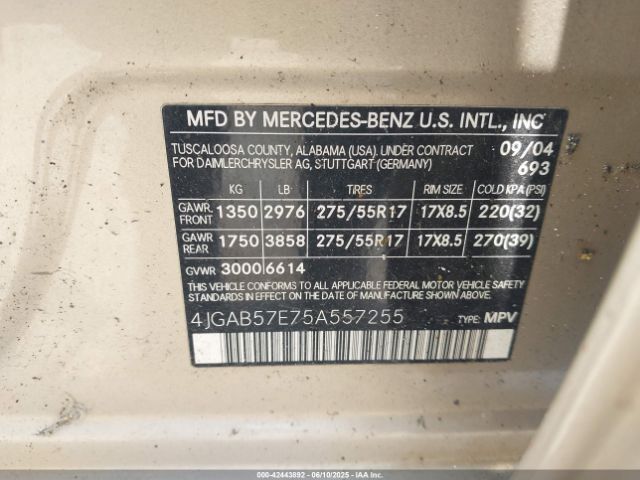 MFD BY MERCEDES-BENZ U.S. INTL., INC
TUSCALOOSA COUNTY, ALABAMA (USA). UNDER CONTRACT 09/04
FOR DAIMLERCHRYSLER AG, STUTTGART (GERMANY) 693
KG LB TIRES RIM SIZE COLD KPA (PSI)
GAWR FRONT 1350 2976 275/55R17 17X8.5 220(32)
GAWR REAR 1750 3858 275/55R17 17X8.5 270(39)
GVWR 3000 6614
THIS VEHICLE CONFORMS TO ALL APPLICABLE FEDERAL MOTOR VEHICLE SAFETY
STANDARDS IN EFFECT ON THE DATE OF MANUFACTURE SHOWN ABOVE.
4JGAB57E75A557255 TYPE: MPV
000-42443892 - 06/10/2025 - IAAI.COM